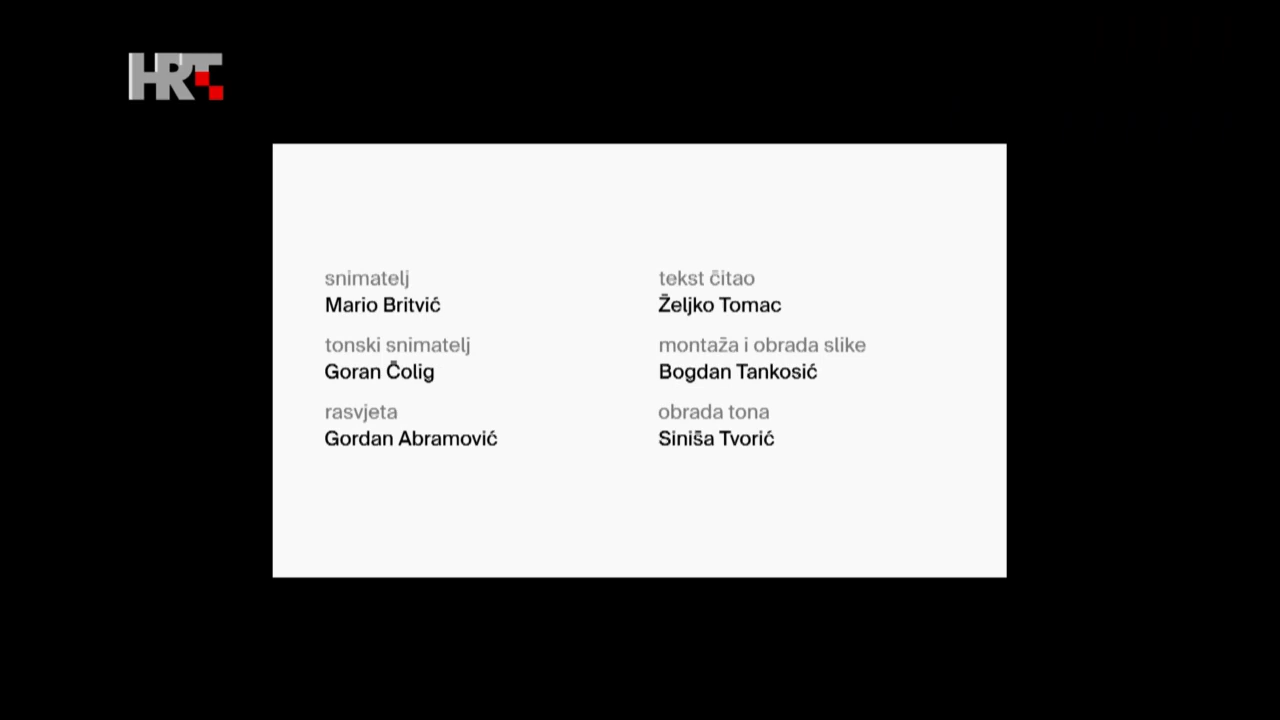 HRT
snimatelj
Mario Britvić
tonski snimatelj
Goran Čolig
rasvjeta
Gordan Abramović
tekst čitao
Željko Tomac
montaža i obrada slike
Bogdan Tankosić
obrada tona
Siniša Tvorić